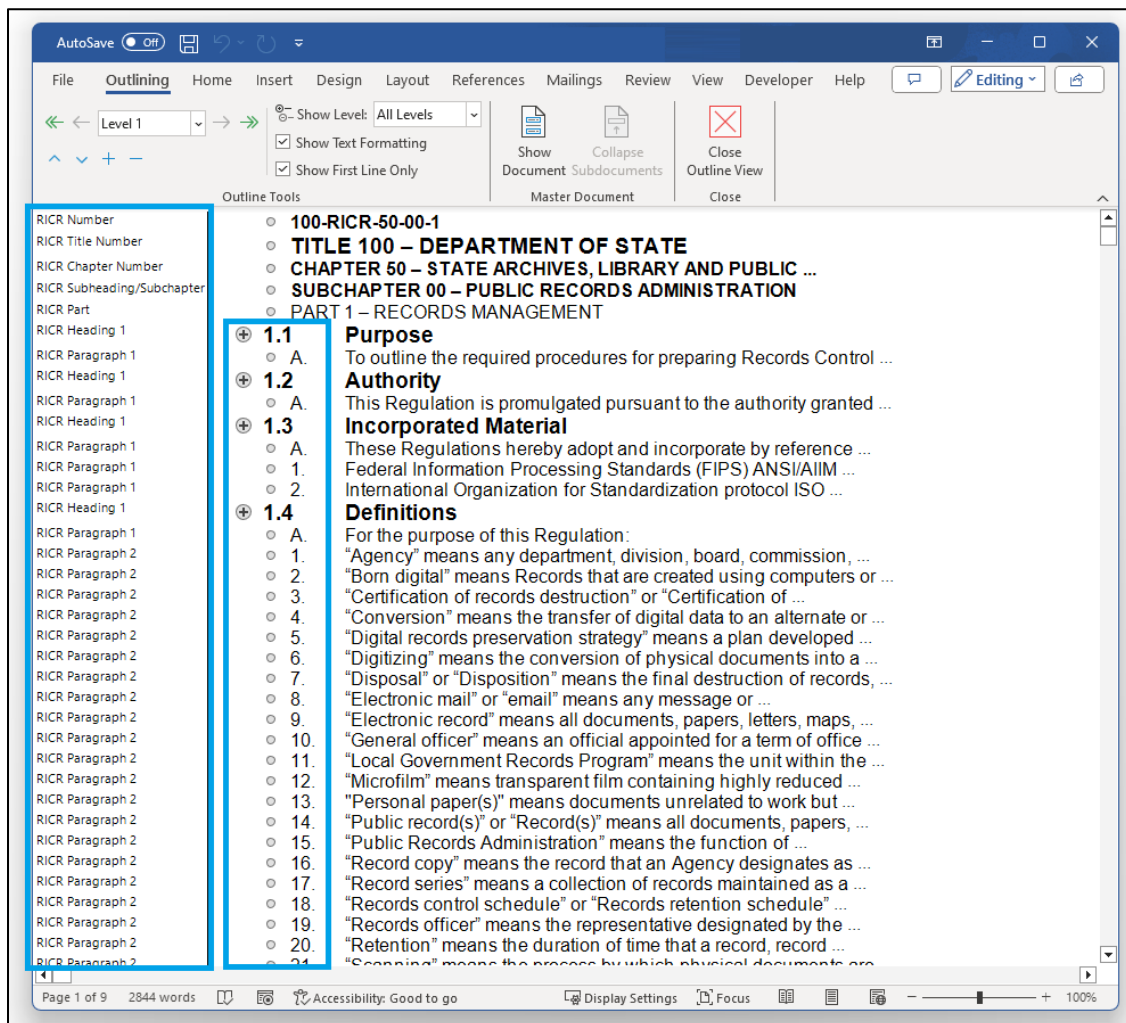 AutoSave Off
File Outlining Home Insert Design Layout References Mailings Review View Developer Help Editing
Level 1 Show Level: All Levels
Show Text Formatting
Show First Line Only
Show Document Collapse Subdocuments Close Outline View
Outline Tools Master Document Close
RICR Number 100-RICR-50-00-1
RICR Title Number TITLE 100 – DEPARTMENT OF STATE
RICR Chapter Number CHAPTER 50 – STATE ARCHIVES, LIBRARY AND PUBLIC ...
RICR Subheading/Subchapter SUBCHAPTER 00 – PUBLIC RECORDS ADMINISTRATION
RICR Part PART 1 – RECORDS MANAGEMENT
RICR Heading 1 1.1 Purpose
RICR Paragraph 1 A. To outline the required procedures for preparing Records Control ...
RICR Heading 1 1.2 Authority
RICR Paragraph 1 A. This Regulation is promulgated pursuant to the authority granted ...
RICR Heading 1 1.3 Incorporated Material
RICR Paragraph 1 A. These Regulations hereby adopt and incorporate by reference ...
RICR Paragraph 1 1. Federal Information Processing Standards (FIPS) ANSI/AIIM ...
RICR Paragraph 1 2. International Organization for Standardization protocol ISO ...
RICR Heading 1 1.4 Definitions
RICR Paragraph 1 A. For the purpose of this Regulation:
RICR Paragraph 2 1. “Agency” means any department, division, board, commission, ...
RICR Paragraph 2 2. “Born digital” means Records that are created using computers or ...
RICR Paragraph 2 3. “Certification of records destruction” or “Certification of ...
RICR Paragraph 2 4. “Conversion” means the transfer of digital data to an alternate or ...
RICR Paragraph 2 5. “Digital records preservation strategy” means a plan developed ...
RICR Paragraph 2 6. “Digitizing” means the conversion of physical documents into a ...
RICR Paragraph 2 7. “Disposal” or “Disposition” means the final destruction of records, ...
RICR Paragraph 2 8. “Electronic mail” or “email” means any message or ...
RICR Paragraph 2 9. “Electronic record” means all documents, papers, letters, maps, ...
RICR Paragraph 2 10. “General officer” means an official appointed for a term of office ...
RICR Paragraph 2 11. “Local Government Records Program” means the unit within the ...
RICR Paragraph 2 12. “Microfilm” means transparent film containing highly reduced ...
RICR Paragraph 2 13. "Personal paper(s)" means documents unrelated to work but ...
RICR Paragraph 2 14. “Public record(s)” or “Record(s)” means all documents, papers, ...
RICR Paragraph 2 15. “Public Records Administration” means the function of ...
RICR Paragraph 2 16. “Record copy” means the record that an Agency designates as ...
RICR Paragraph 2 17. “Record series” means a collection of records maintained as a ...
RICR Paragraph 2 18. “Records control schedule” or “Records retention schedule” ...
RICR Paragraph 2 19. “Records officer” means the representative designated by the ...
RICR Paragraph 2 20. “Retention” means the duration of time that a record, record ...
RICR Paragraph 2 21. “Scanning” means the process by which physical documents are
Page 1 of 9 2844 words Accessibility: Good to go Display Settings Focus 100%